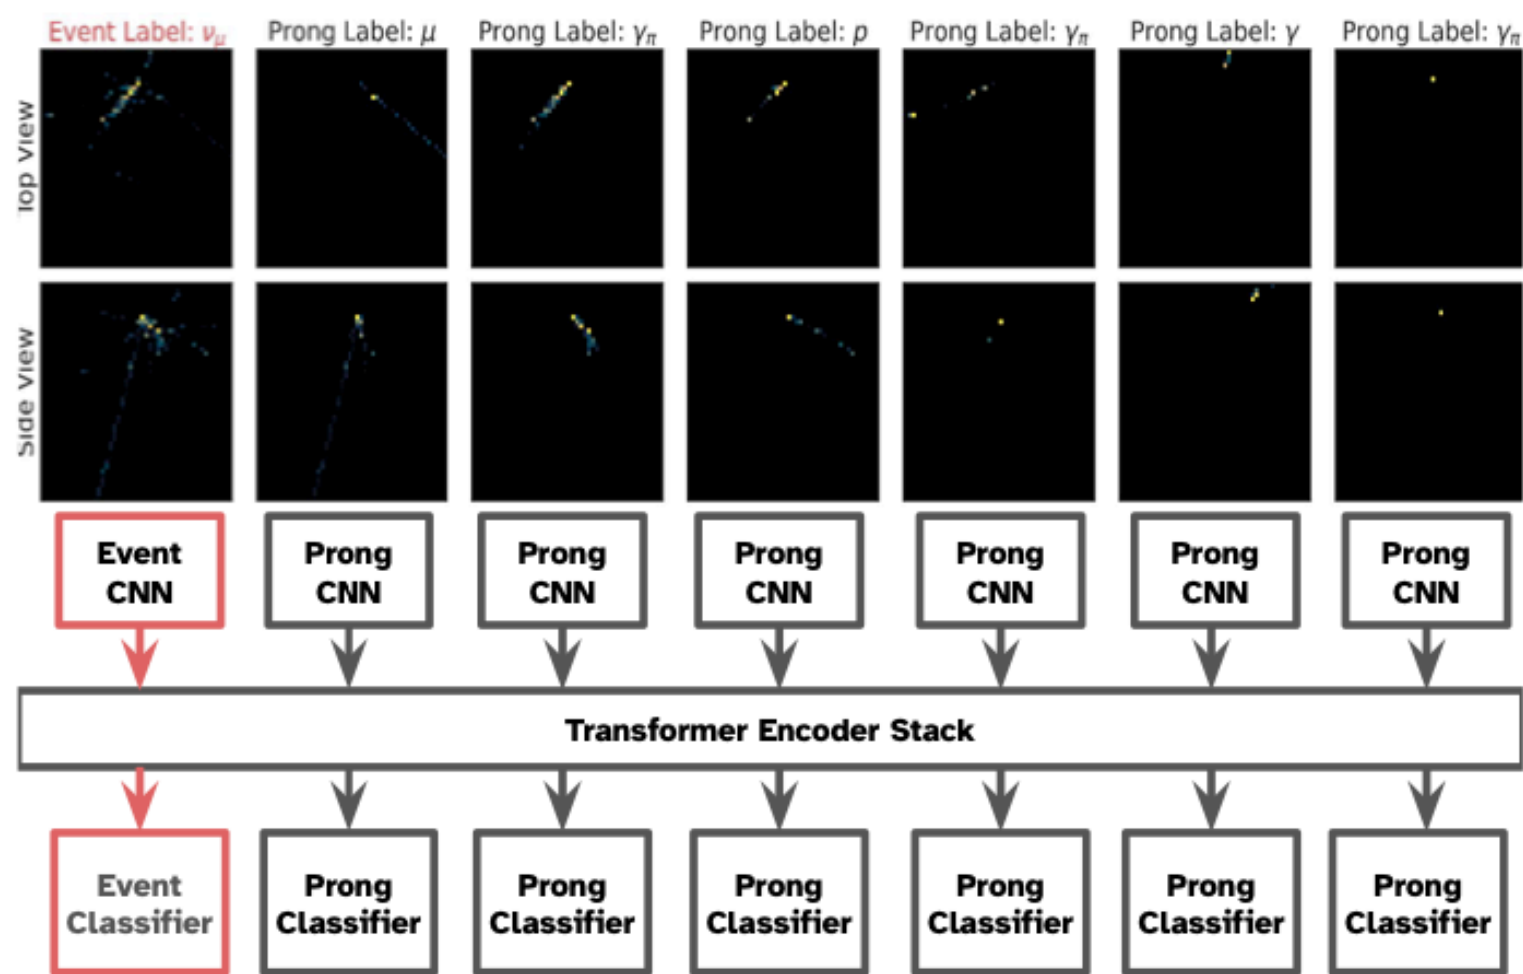 Event Label: νμ Prong Label: μ Prong Label: γπ Prong Label: p Prong Label: γπ Prong Label: γ Prong Label: γπ
Top View
Side View
Event CNN
Prong CNN
Prong CNN
Prong CNN
Prong CNN
Prong CNN
Prong CNN
Transformer Encoder Stack
Event Classifier
Prong Classifier
Prong Classifier
Prong Classifier
Prong Classifier
Prong Classifier
Prong Classifier